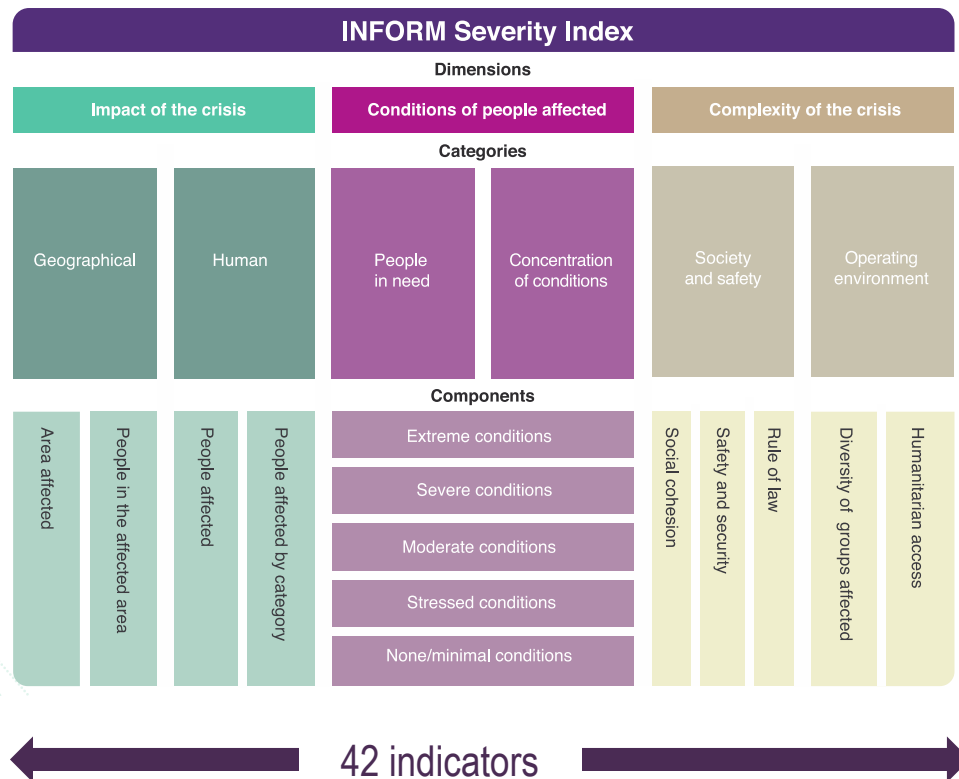 INFORM Severity Index
Dimensions
Impact of the crisis
Conditions of people affected
Complexity of the crisis
Categories
Geographical
Human
People
in need
Concentration
of conditions
Society
and safety
Operating
environment
Components
Area affected
People in the affected area
People affected
People affected by category
Extreme conditions
Severe conditions
Moderate conditions
Stressed conditions
None/minimal conditions
Social cohesion
Safety and security
Rule of law
Diversity of groups affected
Humanitarian access
42 indicators